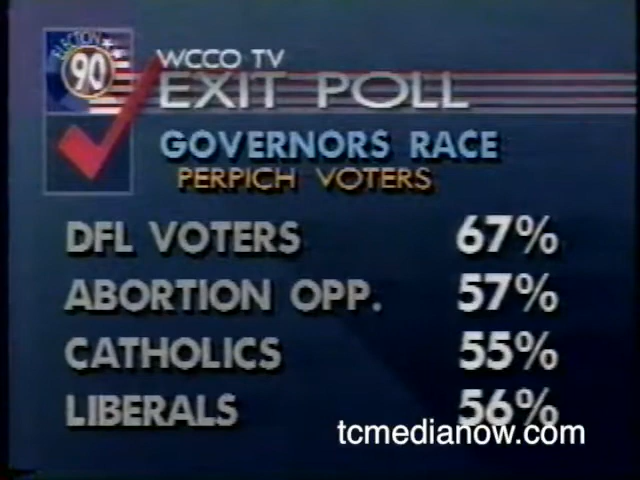 ELECTION
90
WCCO TV
EXIT POLL
GOVERNORS RACE
PERPICH VOTERS
DFL VOTERS 67%
ABORTION OPP. 57%
CATHOLICS 55%
LIBERALS 56%
tcmedianow.com